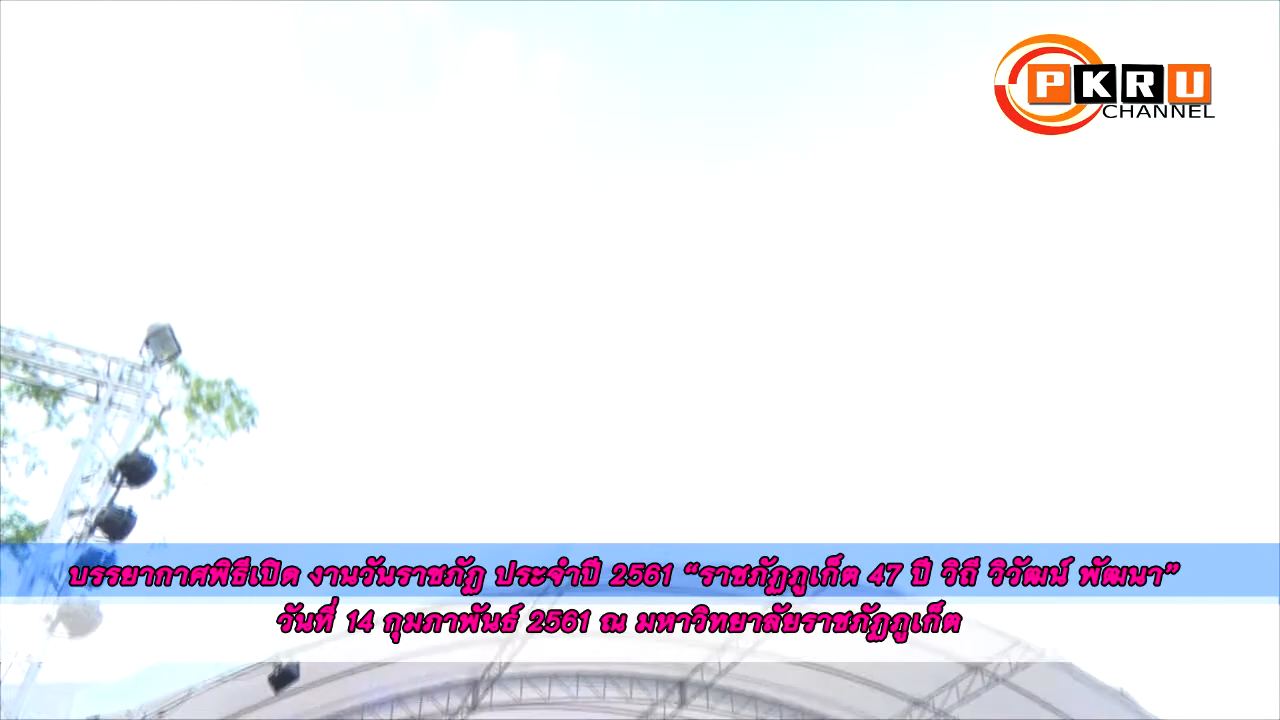 PKRU
CHANNEL
บรรยากาศพิธีเปิด งานวันราชภัฏ ประจำปี 2561 “ราชภัฏภูเก็ต 47 ปี วิถี วิวัฒน์ พัฒนา”
วันที่ 14 กุมภาพันธ์ 2561 ณ มหาวิทยาลัยราชภัฏภูเก็ต